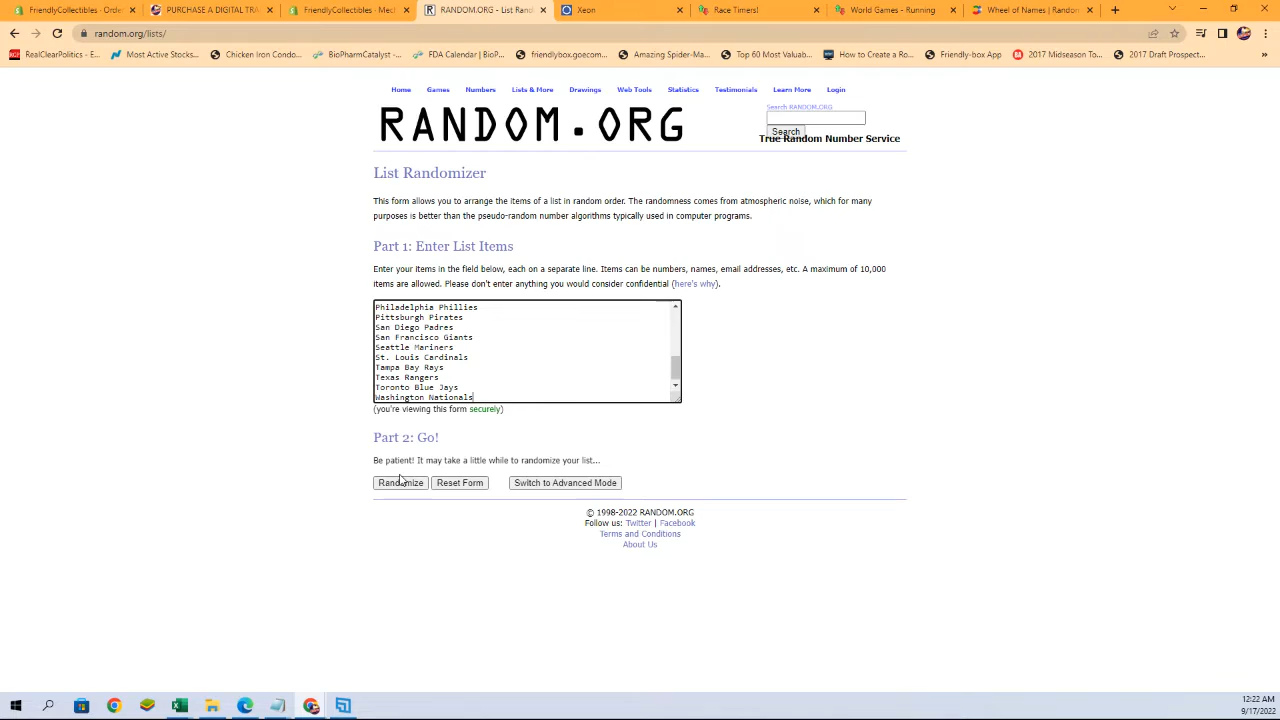 FriendlyCollectibles - Order
PURCHASE A DIGITAL TRA
FriendlyCollectibles - Me
RANDOM.ORG - List Rand
Xeon
Race Timers!
World Games - Running
Wheel of Names | Random
random.org/lists/
RealClearPolitics - E...
Most Active Stocks...
Chicken Iron Condo...
BioPharmCatalyst -...
FDA Calendar | BioP...
friendlyboxx.goecom...
Amazing Spider-Ma...
Top 60 Most Valuab...
How to Create a Ro...
Friendly-box App
2017 Midseason To...
2017 Draft Prospect...
Home
Games
Numbers
Lists & More
Drawings
Web Tools
Statistics
Testimonials
Learn More
Login
RANDOM.ORG
Search RANDOM.ORG
Search
True Random Number Service
List Randomizer
This form allows you to arrange the items of a list in random order. The randomness comes from atmospheric noise, which for many
purposes is better than the pseudo-random number algorithms typically used in computer programs.
Part 1: Enter List Items
Enter your items in the field below, each on a separate line. Items can be numbers, names, email addresses, etc. A maximum of 10,000
items are allowed. Please don't enter anything you would consider confidential (here's why).
Philadelphia Phillies
Pittsburgh Pirates
San Diego Padres
San Francisco Giants
Seattle Mariners
St. Louis Cardinals
Tampa Bay Rays
Texas Rangers
Toronto Blue Jays
Washington Nationals
(you're viewing this form securely)
Part 2: Go!
Be patient! It may take a little while to randomize your list...
Randomize
Reset Form
Switch to Advanced Mode
© 1998-2022 RANDOM.ORG
Follow us: Twitter | Facebook
Terms and Conditions
About Us
12:22 AM
9/17/2022